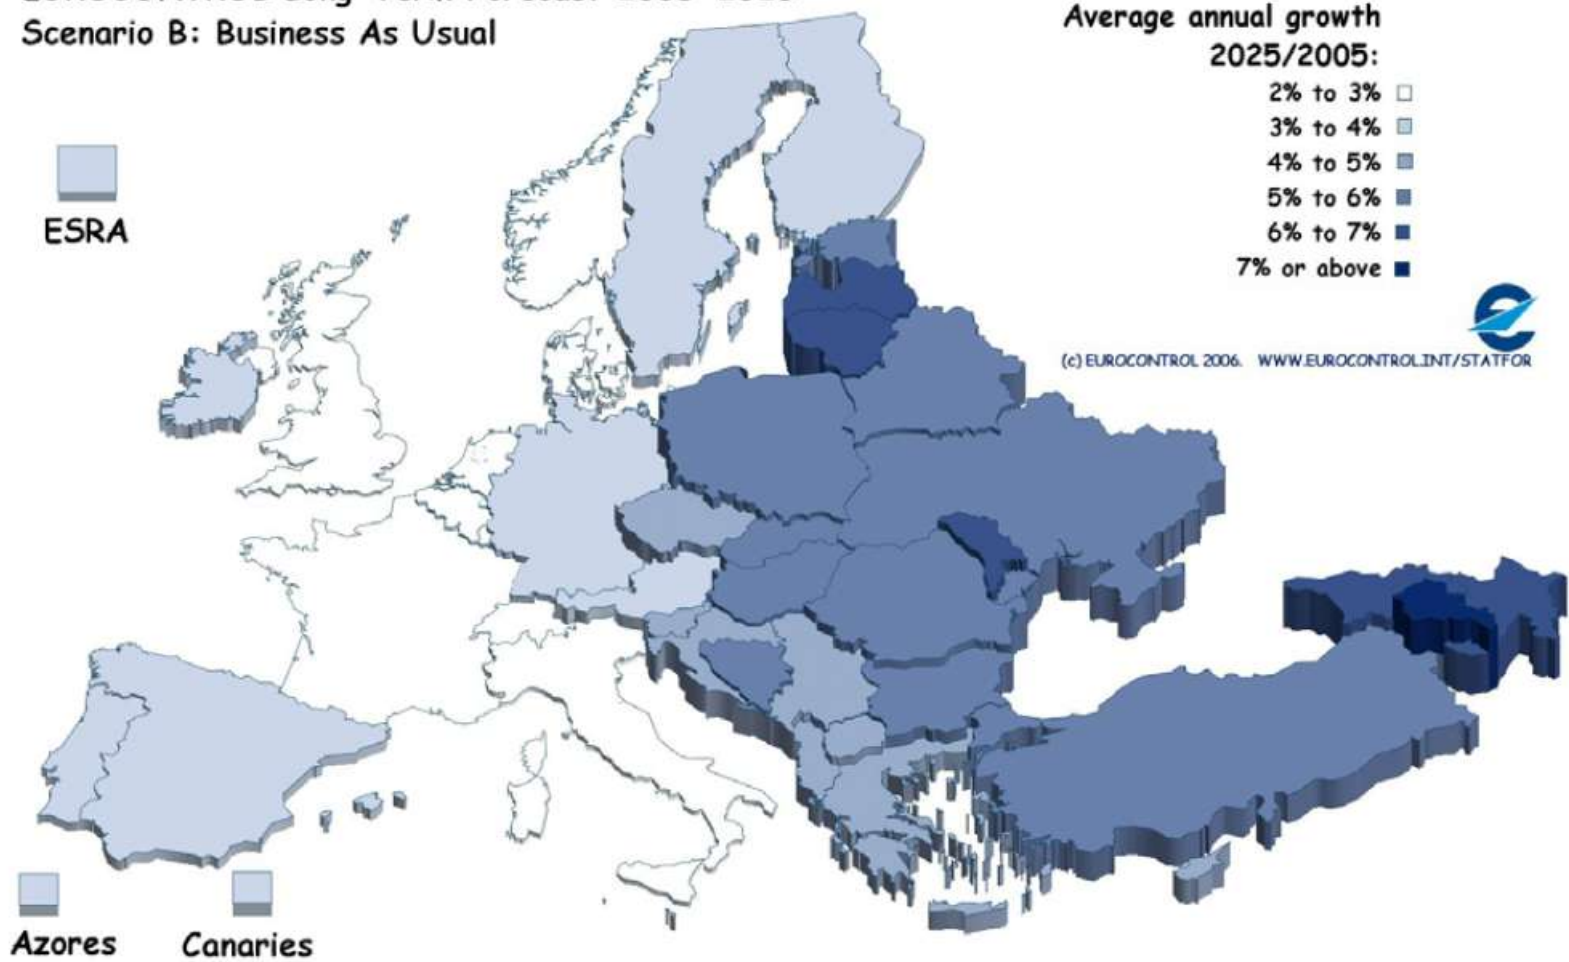 Scenario B: Business As Usual
Average annual growth
2025/2005:
2% to 3%
3% to 4%
4% to 5%
5% to 6%
6% to 7%
7% or above
ESRA
(c) EUROCONTROL 2006. WWW.EUROCONTROL.INT/STATFOR
Azores
Canaries